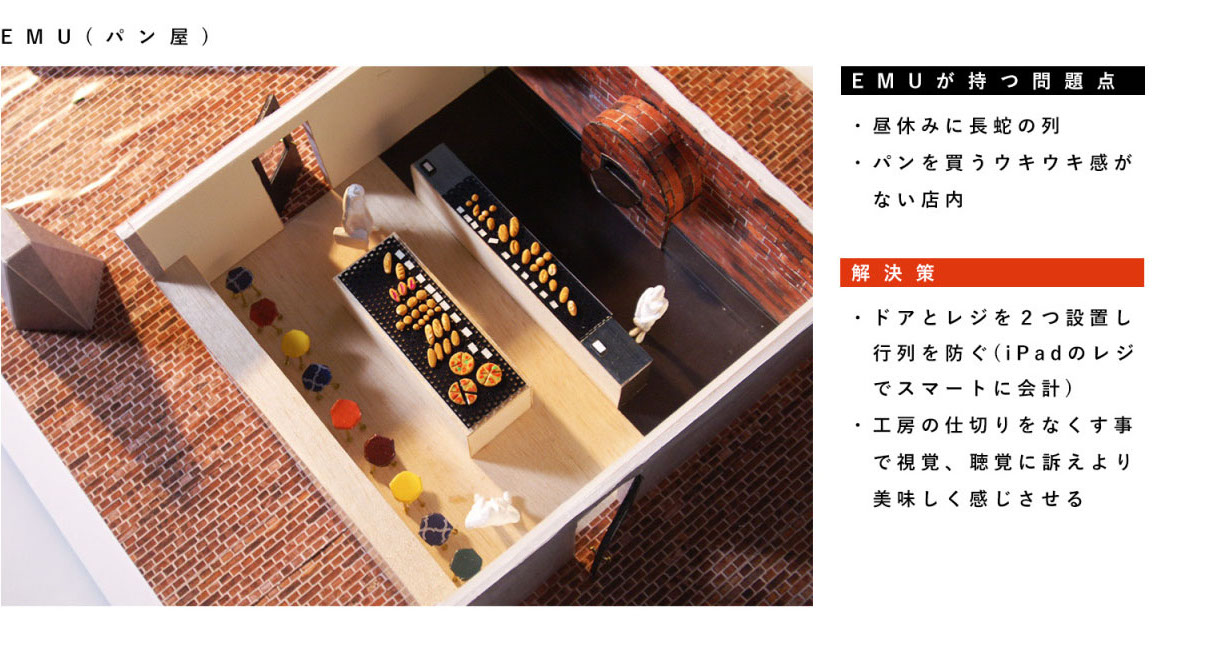 EMU(パン屋)
EMUが持つ問題点
・昼休みに長蛇の列
・パンを買うウキウキ感が
ない店内
解決策
・ドアとレジを2つ設置し
行列を防ぐ(iPadのレジ
でスマートに会計)
・工房の仕切りをなくす事
で視覚、聴覚に訴えより
美味しく感じさせる